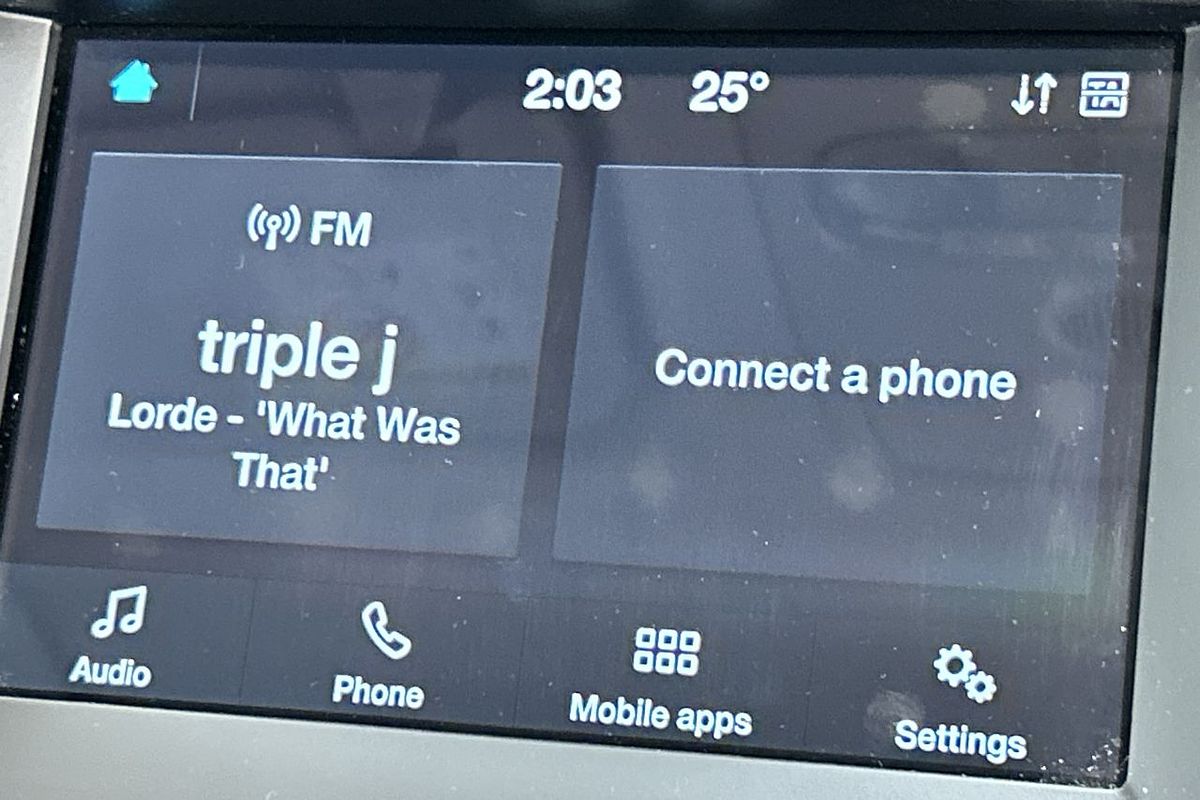 2:03 25°
FM
triple j
Lorde - 'What Was
That'
Connect a phone
Audio
Phone
Mobile apps
Settings